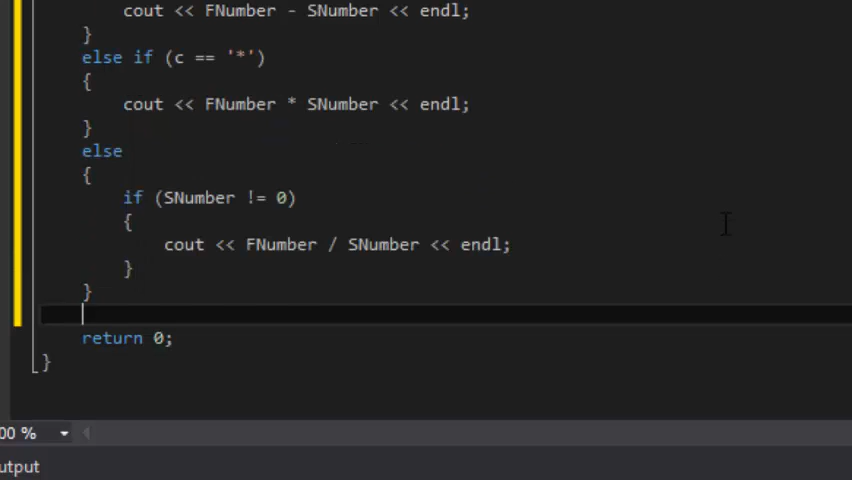 cout << FNumber - SNumber << endl;
}
else if (c == '*')
{
cout << FNumber * SNumber << endl;
}
else
{
if (SNumber != 0)
{
cout << FNumber / SNumber << endl;
}
}
return 0;
}
00 %
utput